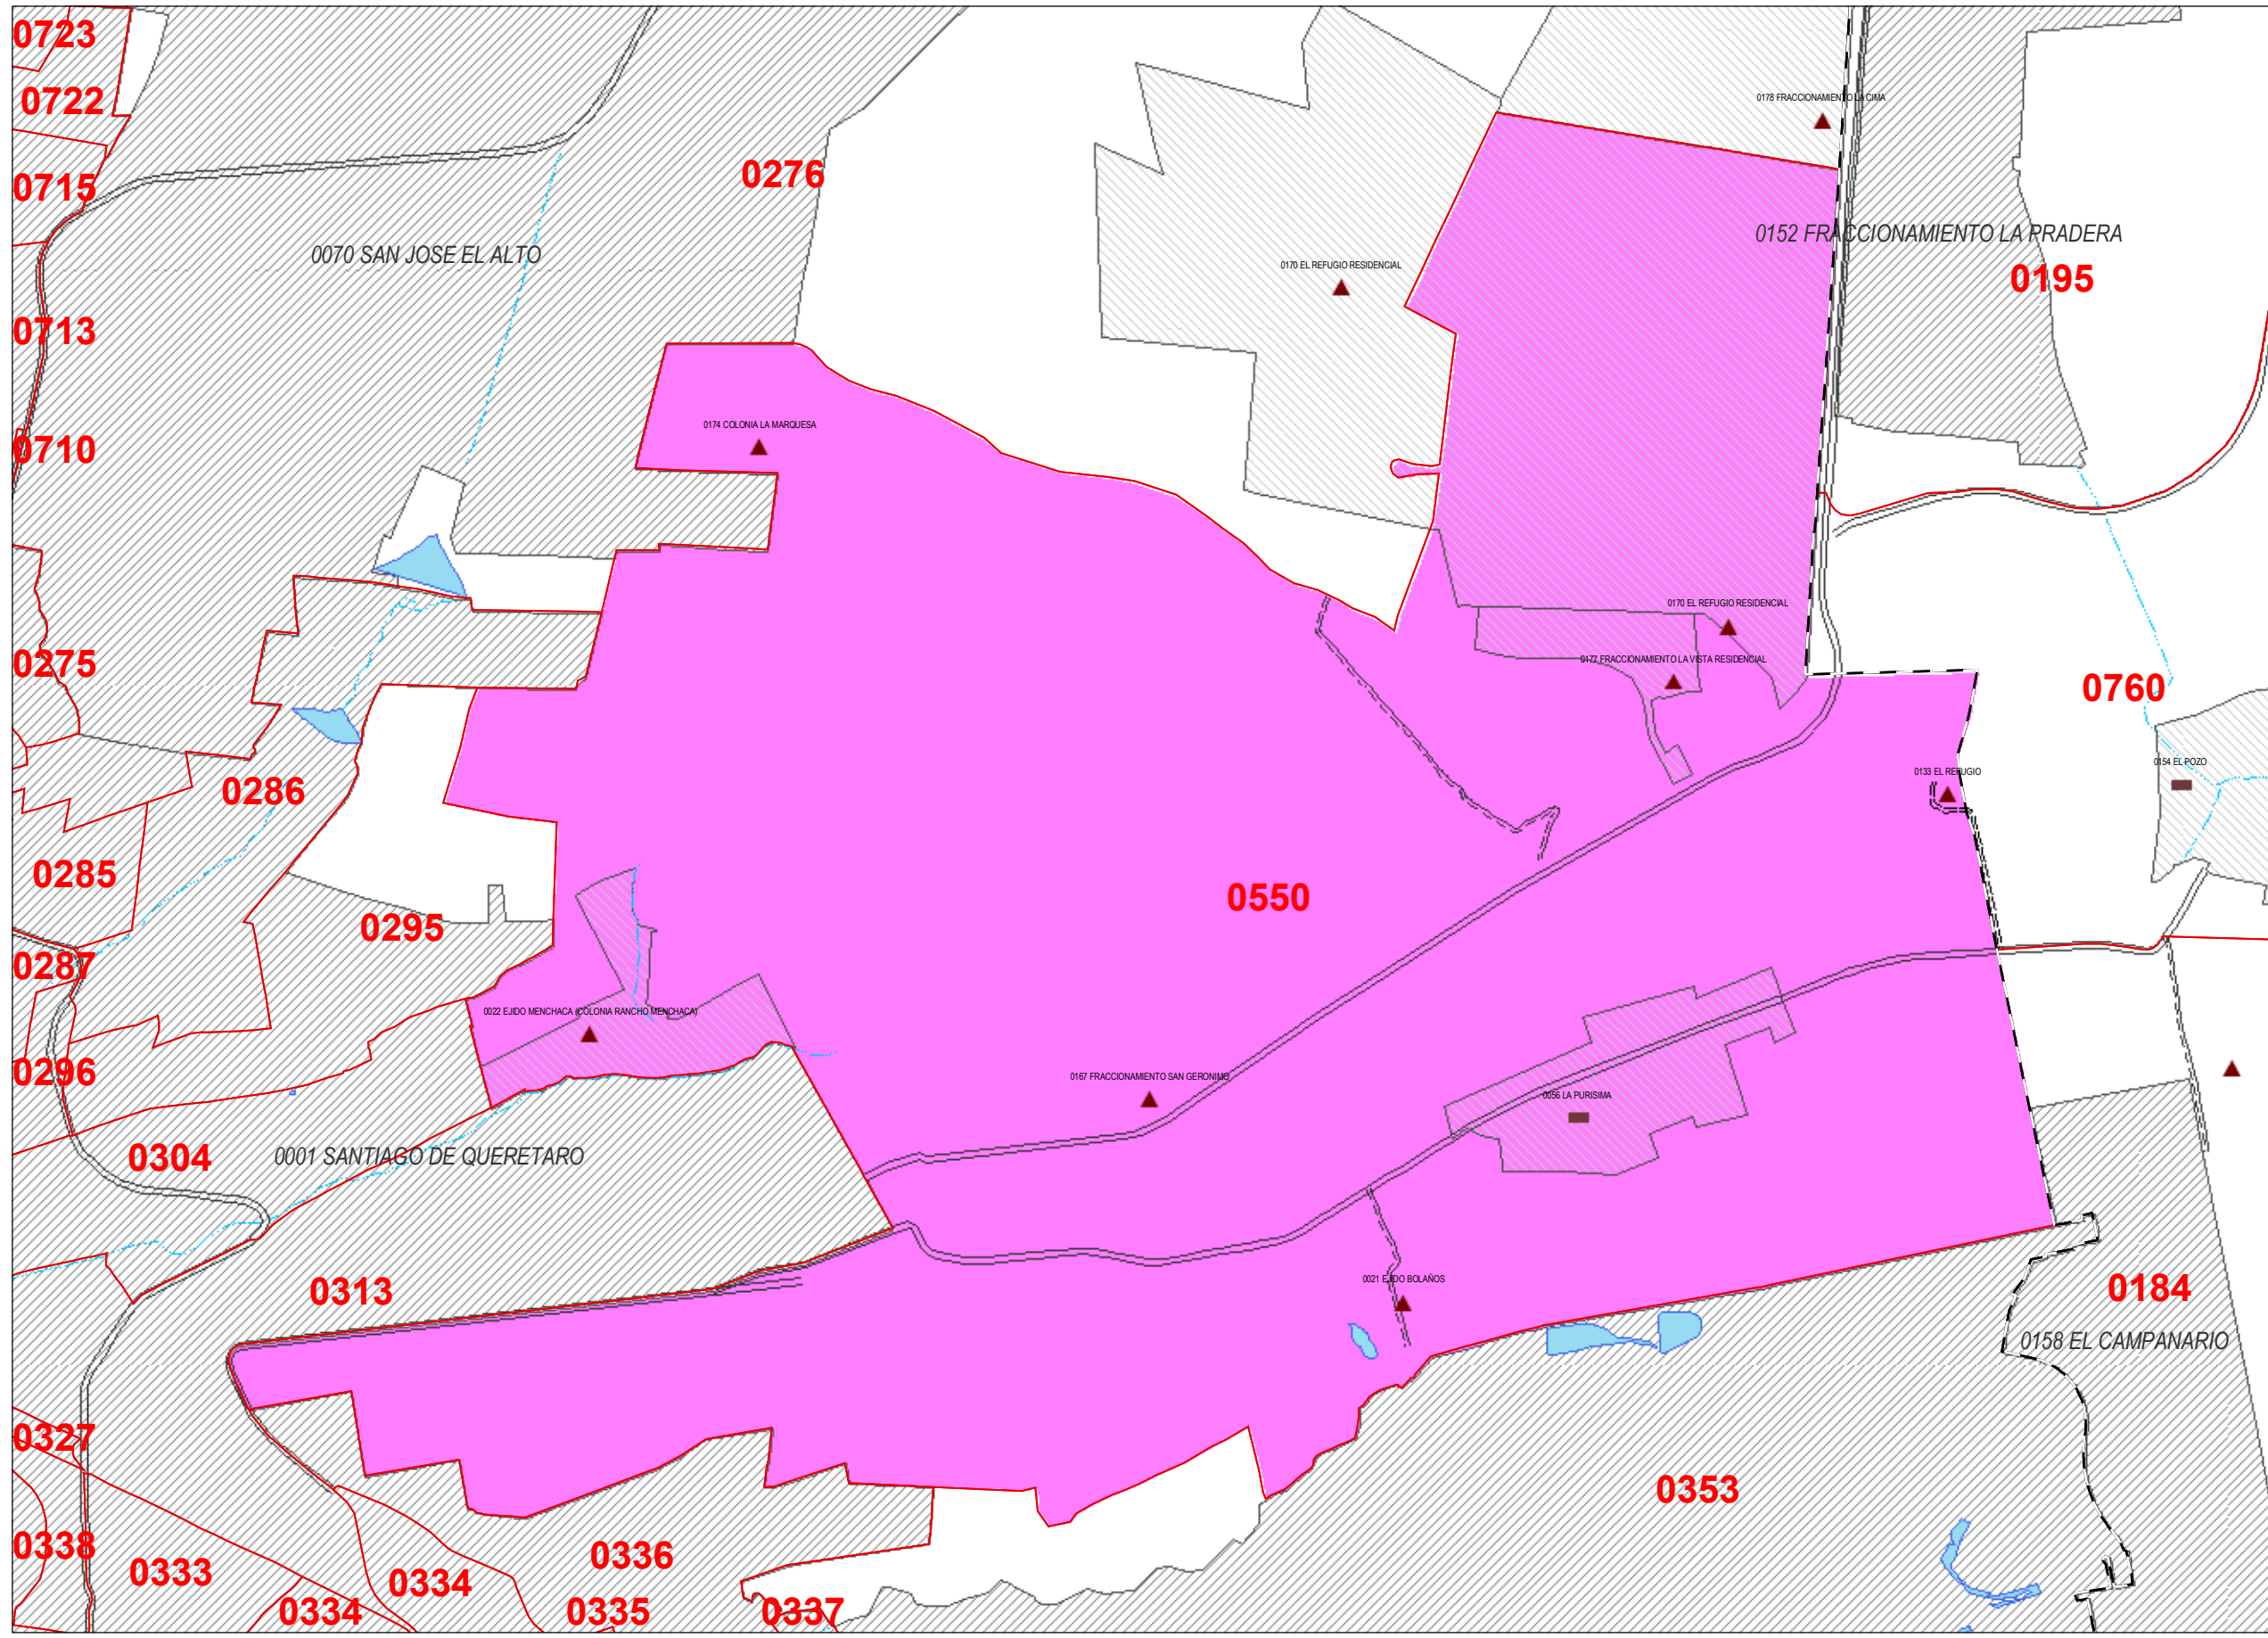 0723
0722
0178 FRACCIONAMIENTO LA CIMA
0276
0715
0152 FRACCIONAMIENTO LA PRADERA
0070 SAN JOSE EL ALTO
0170 EL REFUGIO RESIDENCIAL
0195
0713
0174 COLONIA LA MARQUESA
0710
0170 EL REFUGIO RESIDENCIAL
0275
0177 FRACCIONAMIENTO LA VISTA RESIDENCIAL
0760
0154 EL POZO
0133 EL REFUGIO
0286
0285
0550
0295
0287
0022 EJIDO MENCHACA (COLONIA RANCHO MENCHACA)
0296
0167 FRACCIONAMIENTO SAN GERONIMO
0056 LA PURISIMA
0304
0001 SANTIAGO DE QUERETARO
0021 EJIDO BOLAÑOS
0313
0184
0158 EL CAMPANARIO
0327
0353
0338
0336
0333
0334
0334
0335
0337